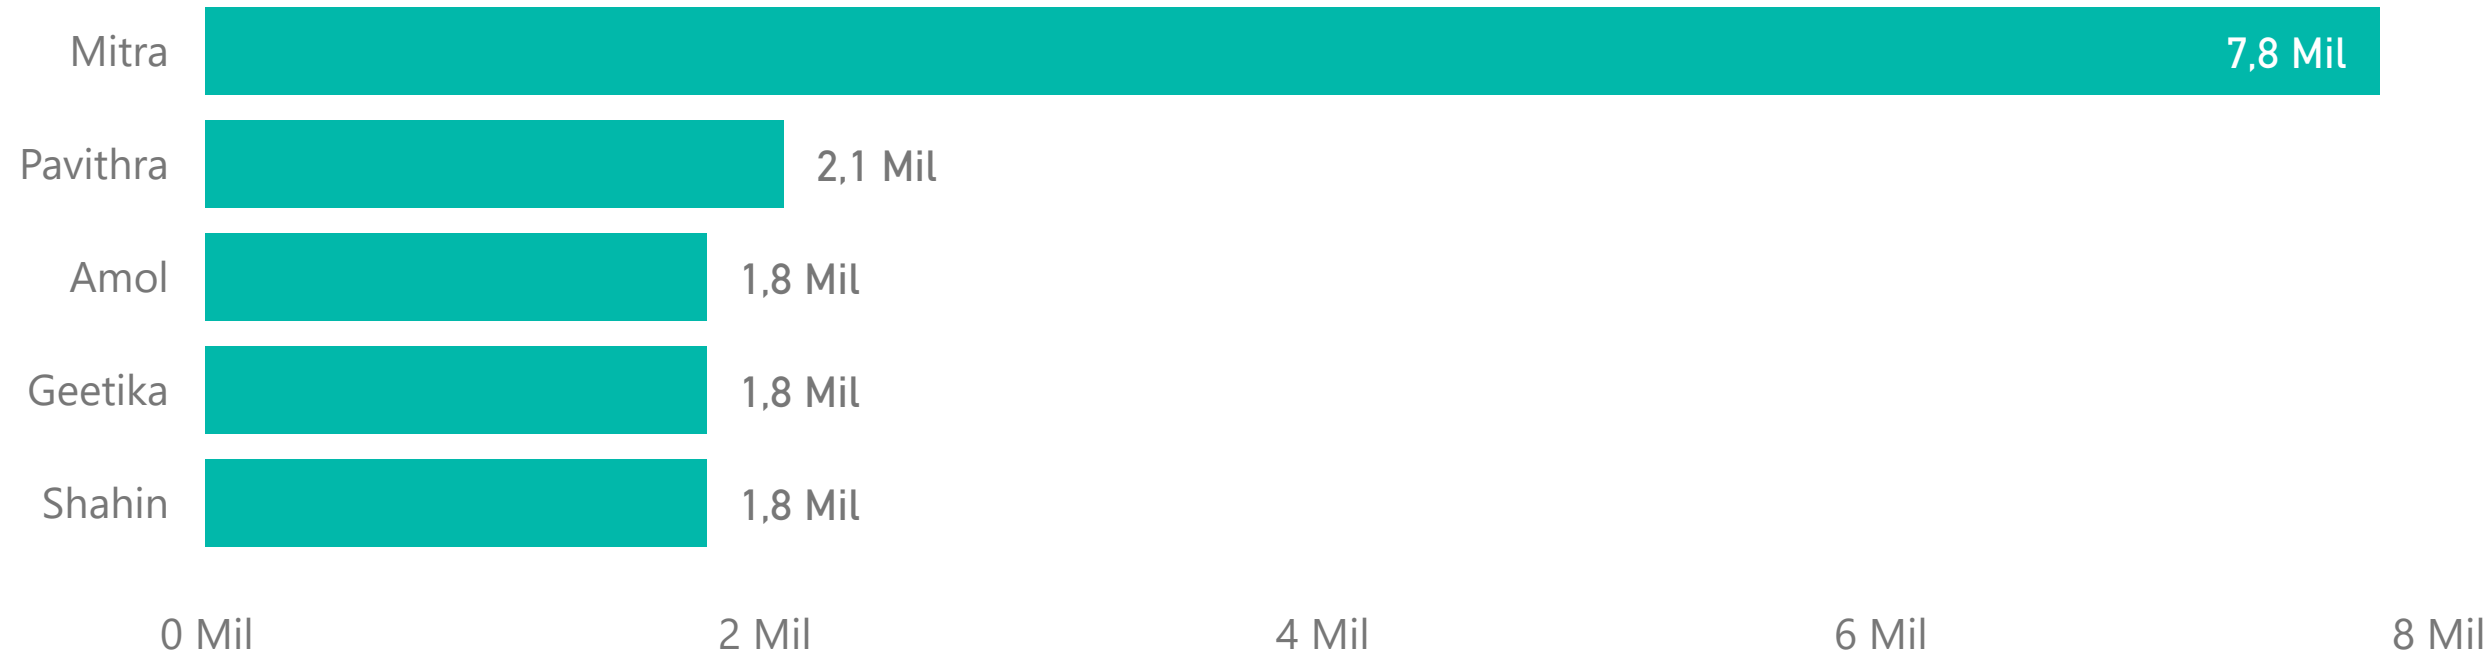 Mitra 7,8 Mil
Pavithra 2,1 Mil
Amol 1,8 Mil
Geetika 1,8 Mil
Shahin 1,8 Mil
0 Mil 2 Mil 4 Mil 6 Mil 8 Mil